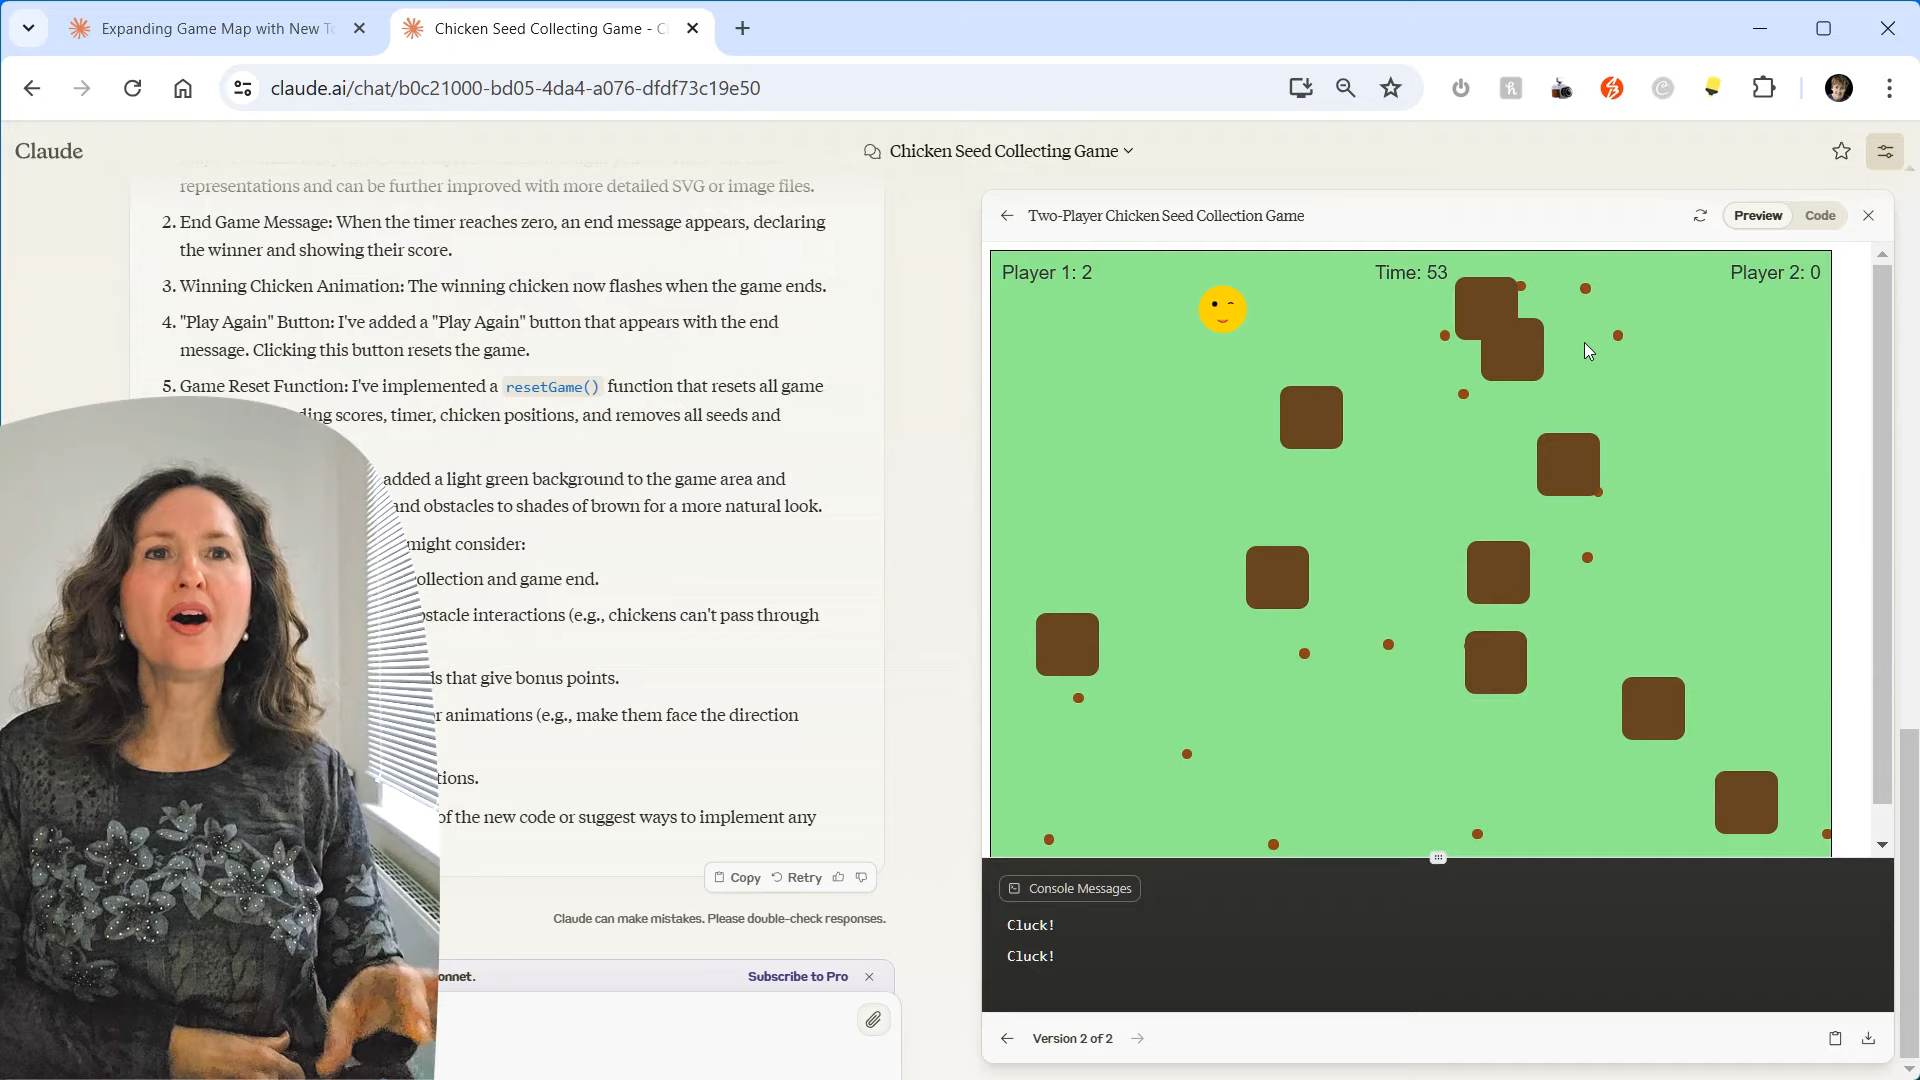 Expanding Game Map with New
Chicken Seed Collecting Game -
claude.ai/chat/b0c21000-bd05-4da4-a076-dfdf73c19e50
Claude
Chicken Seed Collecting Game
representations and can be further improved with more detailed SVG or image files.
2. End Game Message: When the timer reaches zero, an end message appears, declaring
the winner and showing their score.
3. Winning Chicken Animation: The winning chicken now flashes when the game ends.
4. "Play Again" Button: I've added a "Play Again" button that appears with the end
message. Clicking this button resets the game.
5. Game Reset Function: I've implemented a resetGame() function that resets all game
ding scores, timer, chicken positions, and removes all seeds and
added a light green background to the game area and
and obstacles to shades of brown for a more natural look.
might consider:
ollection and game end.
obstacle interactions (e.g., chickens can't pass through
ds that give bonus points.
r animations (e.g., make them face the direction
tions.
of the new code or suggest ways to implement any
Copy Retry
Claude can make mistakes. Please double-check responses.
onnet. Subscribe to Pro
Two-Player Chicken Seed Collection Game
Preview Code
Player 1: 2 Time: 53 Player 2: 0
Console Messages
Cluck!
Cluck!
Version 2 of 2